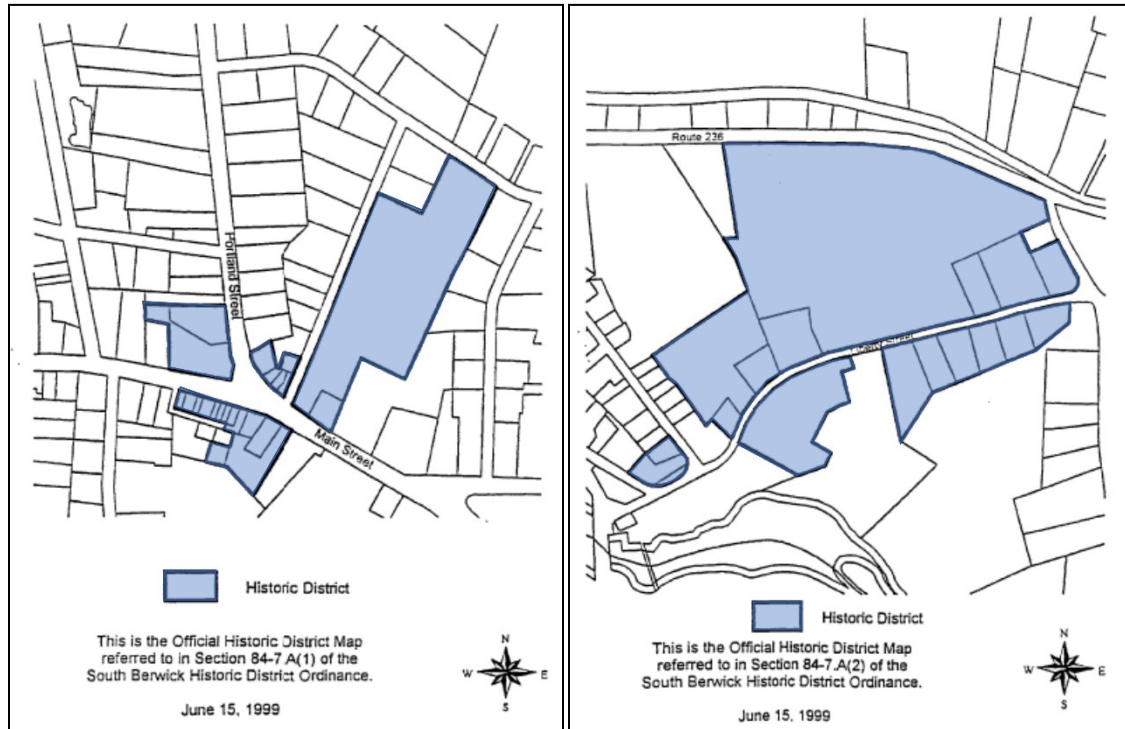 Portland Street
Main Street
Historic District
This is the Official Historic District Map
referred to in Section 84-7.A(1) of the
South Berwick Historic District Ordinance.
June 15, 1999
N
W E
S
Route 236
Liberty Street
Historic District
This is the Official Historic District Map
referred to in Section 84-7.A(2) of the
South Berwick Historic District Ordinance.
June 15, 1999
N
W E
S